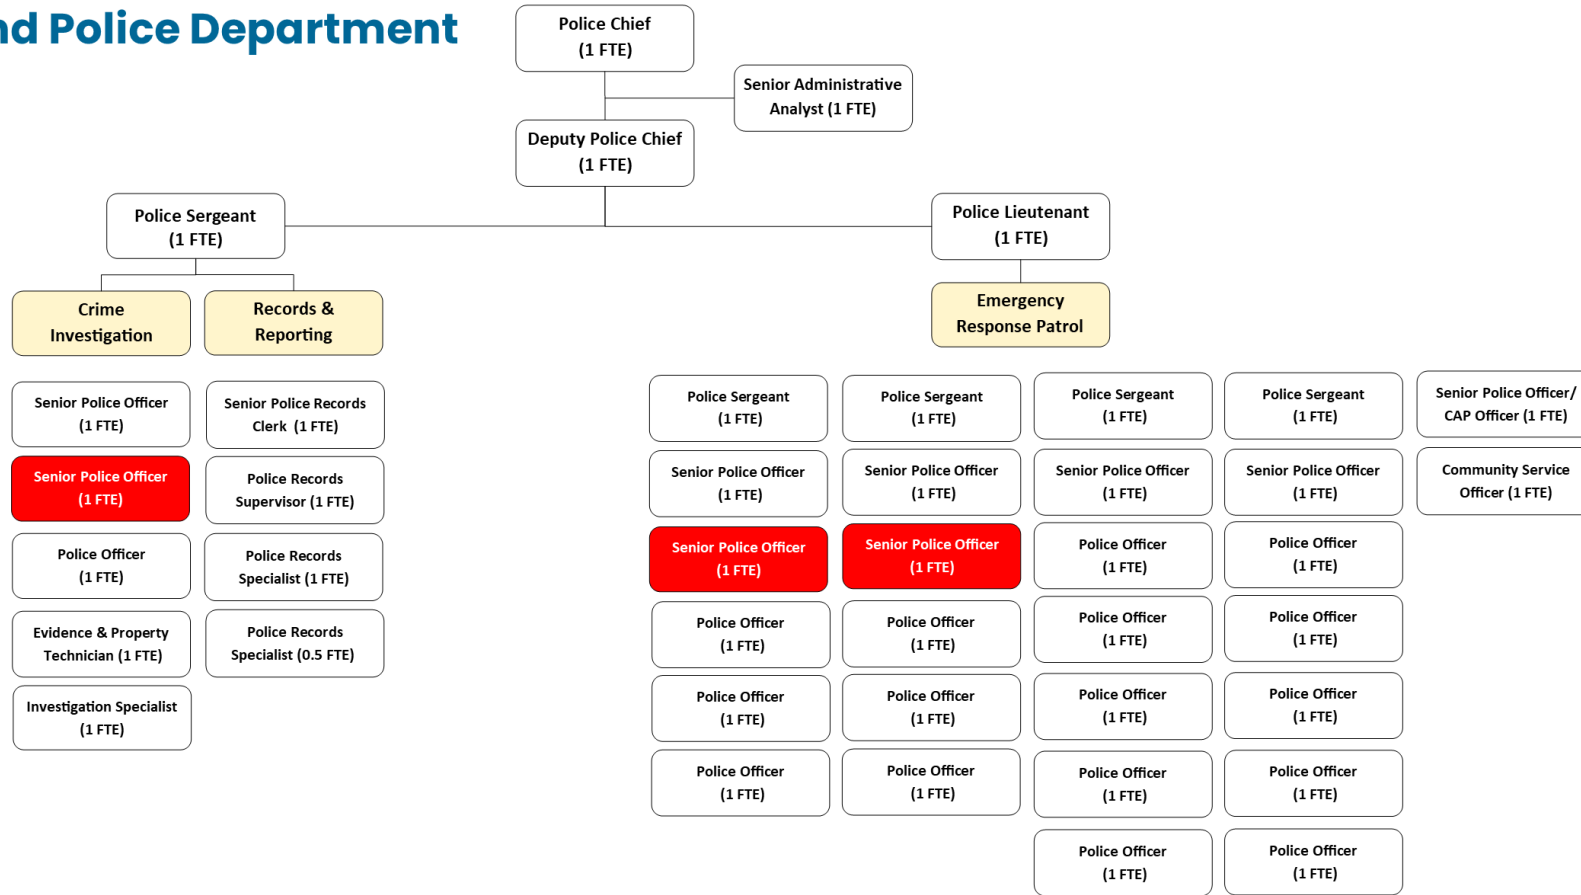 nd Police Department
Police Chief
(1 FTE)
Senior Administrative
Analyst (1 FTE)
Deputy Police Chief
(1 FTE)
Police Sergeant
(1 FTE)
Police Lieutenant
(1 FTE)
Crime
Investigation
Records &
Reporting
Emergency
Response Patrol
Senior Police Officer
(1 FTE)
Senior Police Officer
(1 FTE)
Police Officer
(1 FTE)
Evidence & Property
Technician (1 FTE)
Investigation Specialist
(1 FTE)
Senior Police Records
Clerk (1 FTE)
Police Records
Supervisor (1 FTE)
Police Records
Specialist (1 FTE)
Police Records
Specialist (0.5 FTE)
Police Sergeant
(1 FTE)
Senior Police Officer
(1 FTE)
Senior Police Officer
(1 FTE)
Police Officer
(1 FTE)
Police Officer
(1 FTE)
Police Officer
(1 FTE)
Police Sergeant
(1 FTE)
Senior Police Officer
(1 FTE)
Senior Police Officer
(1 FTE)
Police Officer
(1 FTE)
Police Officer
(1 FTE)
Police Officer
(1 FTE)
Police Sergeant
(1 FTE)
Senior Police Officer
(1 FTE)
Police Officer
(1 FTE)
Police Officer
(1 FTE)
Police Officer
(1 FTE)
Police Officer
(1 FTE)
Police Officer
(1 FTE)
Police Sergeant
(1 FTE)
Senior Police Officer
(1 FTE)
Police Officer
(1 FTE)
Police Officer
(1 FTE)
Police Officer
(1 FTE)
Police Officer
(1 FTE)
Police Officer
(1 FTE)
Senior Police Officer/
CAP Officer (1 FTE)
Community Service
Officer (1 FTE)